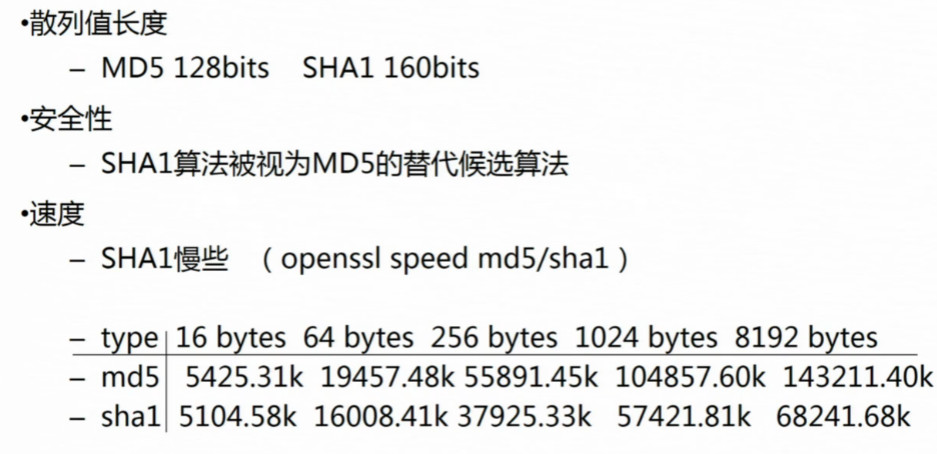 •散列值长度
– MD5 128bits SHA1 160bits
•安全性
– SHA1算法被视为MD5的替代候选算法
•速度
– SHA1慢些 （openssl speed md5/sha1）
– type 16 bytes 64 bytes 256 bytes 1024 bytes 8192 bytes
– md5 5425.31k 19457.48k 55891.45k 104857.60k 143211.40k
– sha1 5104.58k 16008.41k 37925.33k 57421.81k 68241.68k